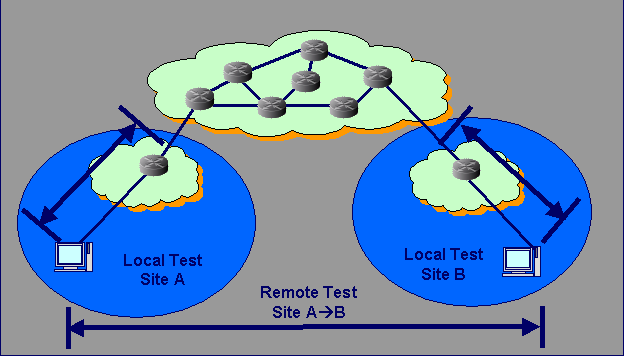 Local Test
Site A
Local Test
Site B
Remote Test
Site A→B